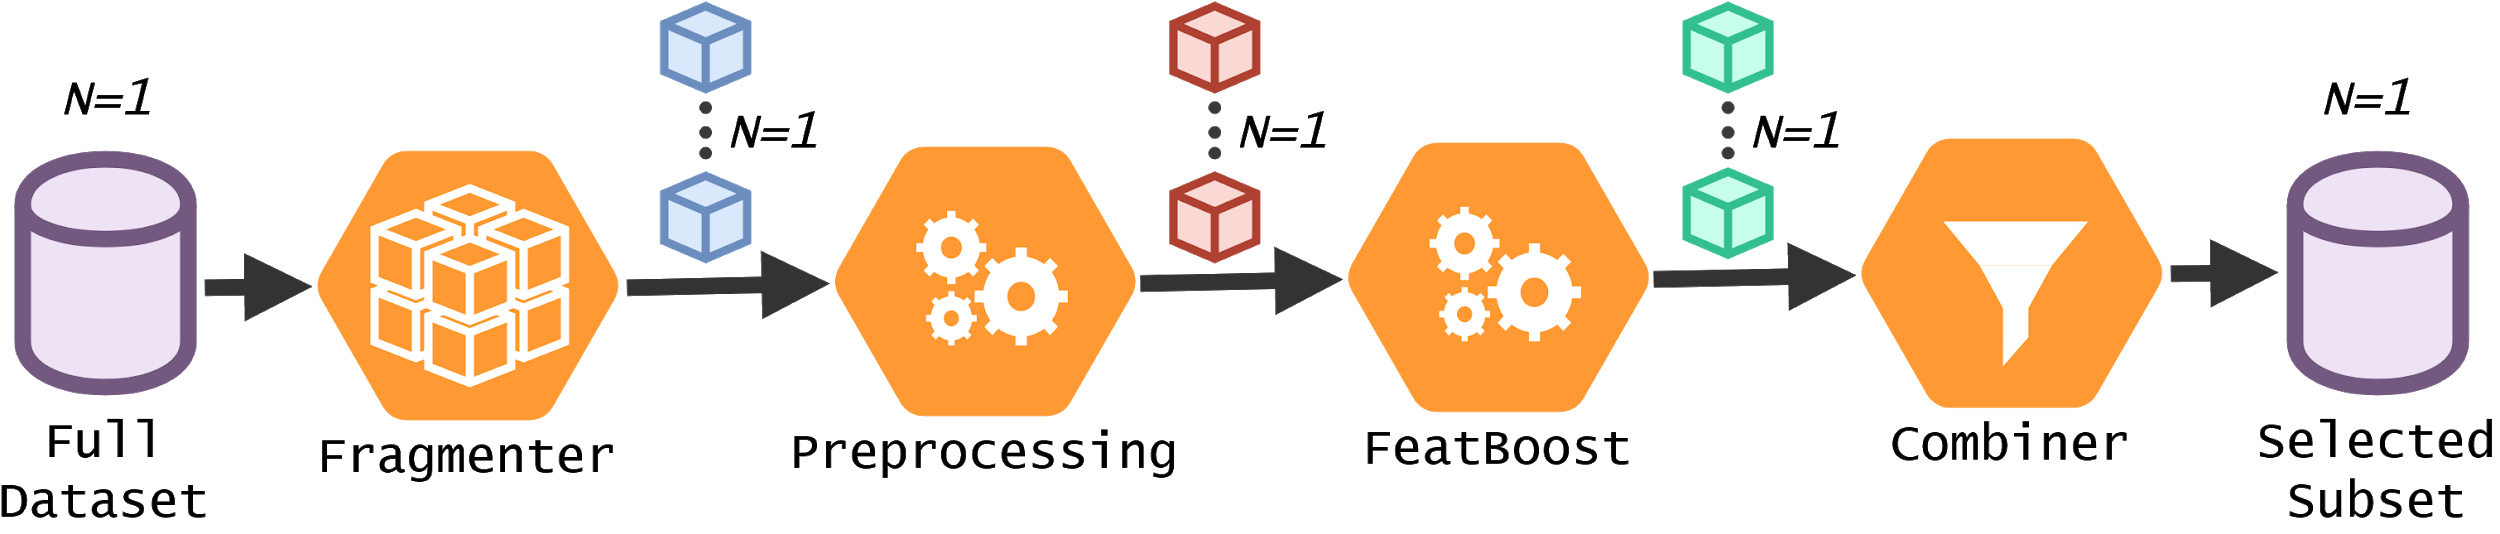 N=1
N=1
N=1
N=1
N=1
Full
Dataset
Fragmenter
Preprocessing
FeatBoost
Combiner
Selected
Subset